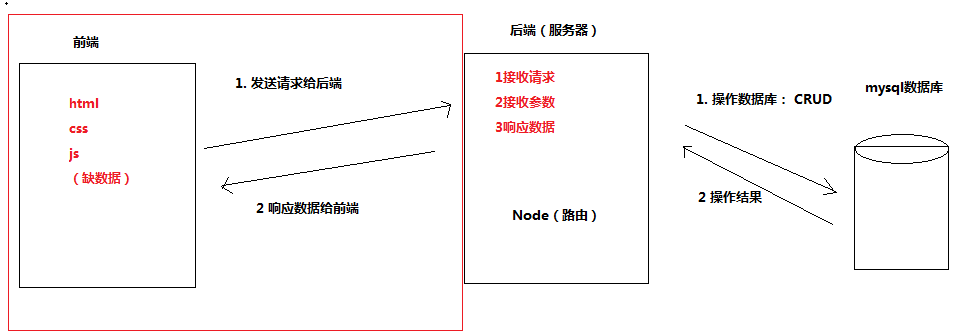 前端
html
css
js
（缺数据）
1. 发送请求给后端
2 响应数据给前端
后端（服务器）
1接收请求
2接收参数
3响应数据
Node（路由）
1. 操作数据库： CRUD
2 操作结果
mysql数据库